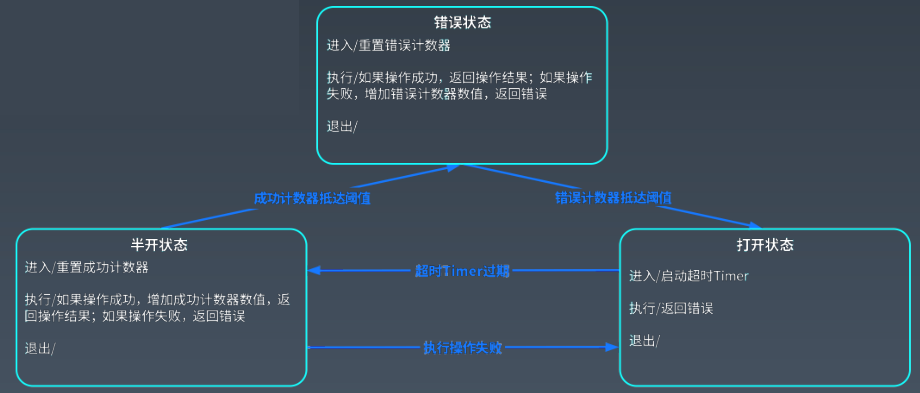 错误状态
进入/重置错误计数器
执行/如果操作成功，返回操作结果；如果操作
失败，增加错误计数器数值，返回错误
退出/
成功计数器抵达阈值
错误计数器抵达阈值
半开状态
进入/重置成功计数器
执行/如果操作成功，增加成功计数器数值，返
回操作结果；如果操作失败，返回错误
退出/
超时Timer过期
执行操作失败
打开状态
进入/启动超时Timer
执行/返回错误
退出/